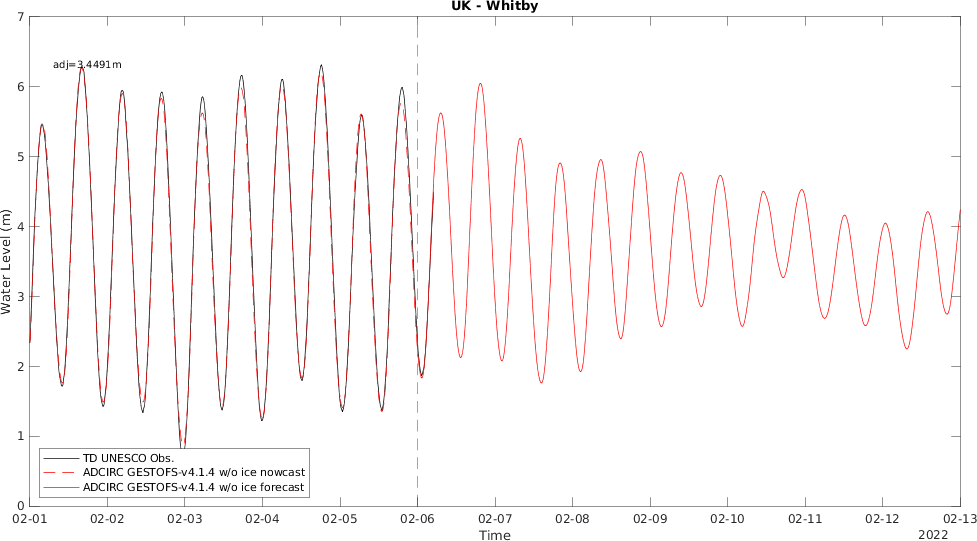 UK - Whitby
7
adj=3.4491m
6
5
4
3
2
1
0
Water Level (m)
TD UNESCO Obs.
ADCIRC GESTOFS-v4.1.4 w/o ice nowcast
ADCIRC GESTOFS-v4.1.4 w/o ice forecast
02-01 02-02 02-03 02-04 02-05 02-06 02-07 02-08 02-09 02-10 02-11 02-12 02-13
Time
2022